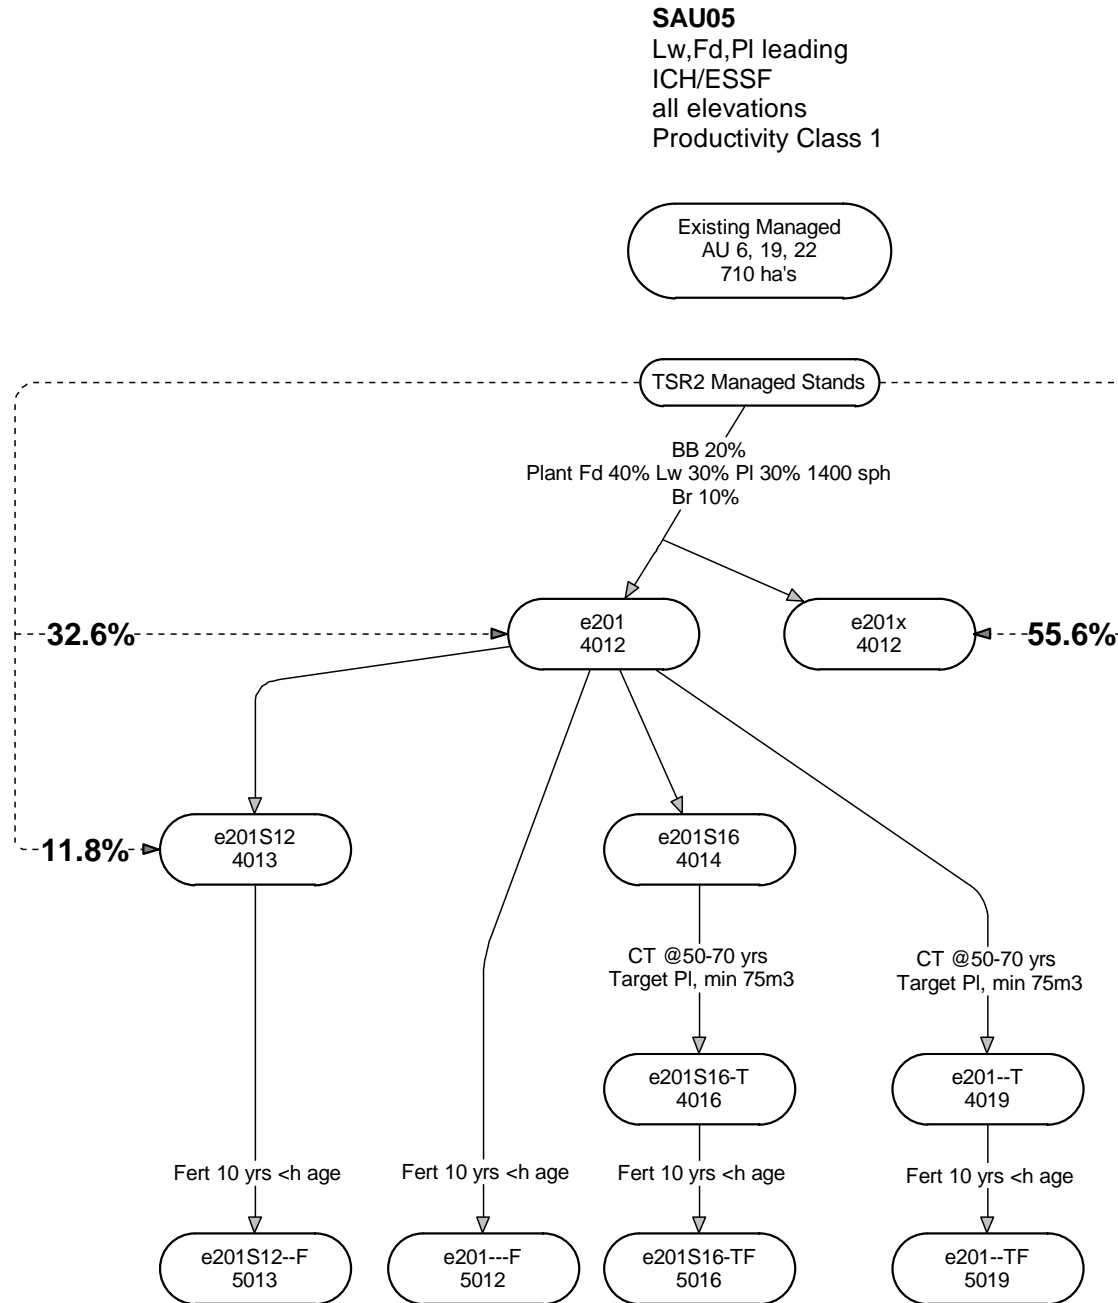 SAU05
Lw,Fd,Pl leading
ICH/ESSF
all elevations
Productivity Class 1
Existing Managed
AU 6, 19, 22
710 ha's
TSR2 Managed Stands
BB 20%
Plant Fd 40% Lw 30% Pl 30% 1400 sph
Br 10%
32.6%
e201
4012
e201x
4012
55.6%
11.8%
e201S12
4013
e201S16
4014
CT @50-70 yrs
Target Pl, min 75m3
CT @50-70 yrs
Target Pl, min 75m3
e201S16-T
4016
e201--T
4019
Fert 10 yrs <h age
Fert 10 yrs <h age
Fert 10 yrs <h age
Fert 10 yrs <h age
e201S12--F
5013
e201---F
5012
e201S16-TF
5016
e201--TF
5019